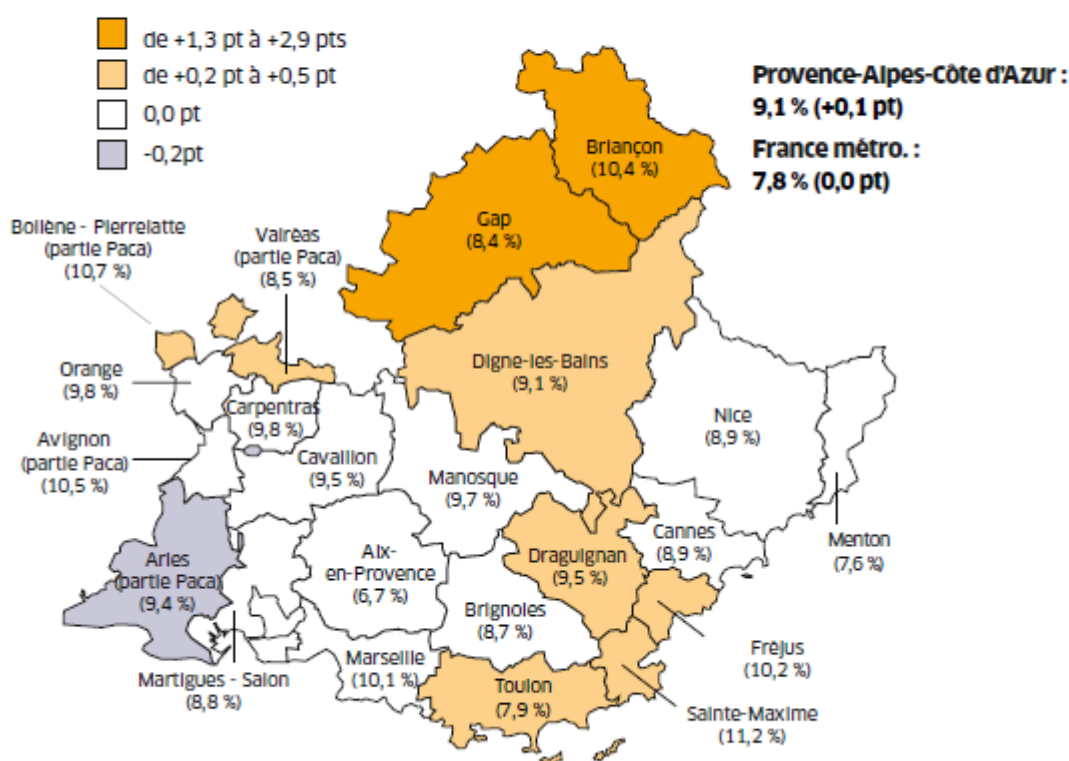 de +1,3 pt à +2,9 pts
de +0,2 pt à +0,5 pt
0,0 pt
-0,2pt
Provence-Alpes-Côte d'Azur :
9,1 % (+0,1 pt)
France métro. :
7,8 % (0,0 pt)
Briançon
(10,4 %)
Gap
(8,4 %)
Bollène - Pierrelatte
(partie Paca)
(10,7 %)
Valréas
(partie Paca)
(8,5 %)
Digne-les-Bains
(9,1 %)
Orange
(9,8 %)
Carpentras
(9,8 %)
Nice
(8,9 %)
Avignon
(partie Paca)
(10,5 %)
Cavaillon
(9,5 %)
Manosque
(9,7 %)
Cannes
(8,9 %)
Menton
(7,6 %)
Arles
(partie Paca)
(9,4 %)
Aix-
en-Provence
(6,7 %)
Draguignan
(9,5 %)
Brignoles
(8,7 %)
Fréjus
(10,2 %)
Martigues - Salon
(8,8 %)
Marseille
(10,1 %)
Toulon
(7,9 %)
Sainte-Maxime
(11,2 %)